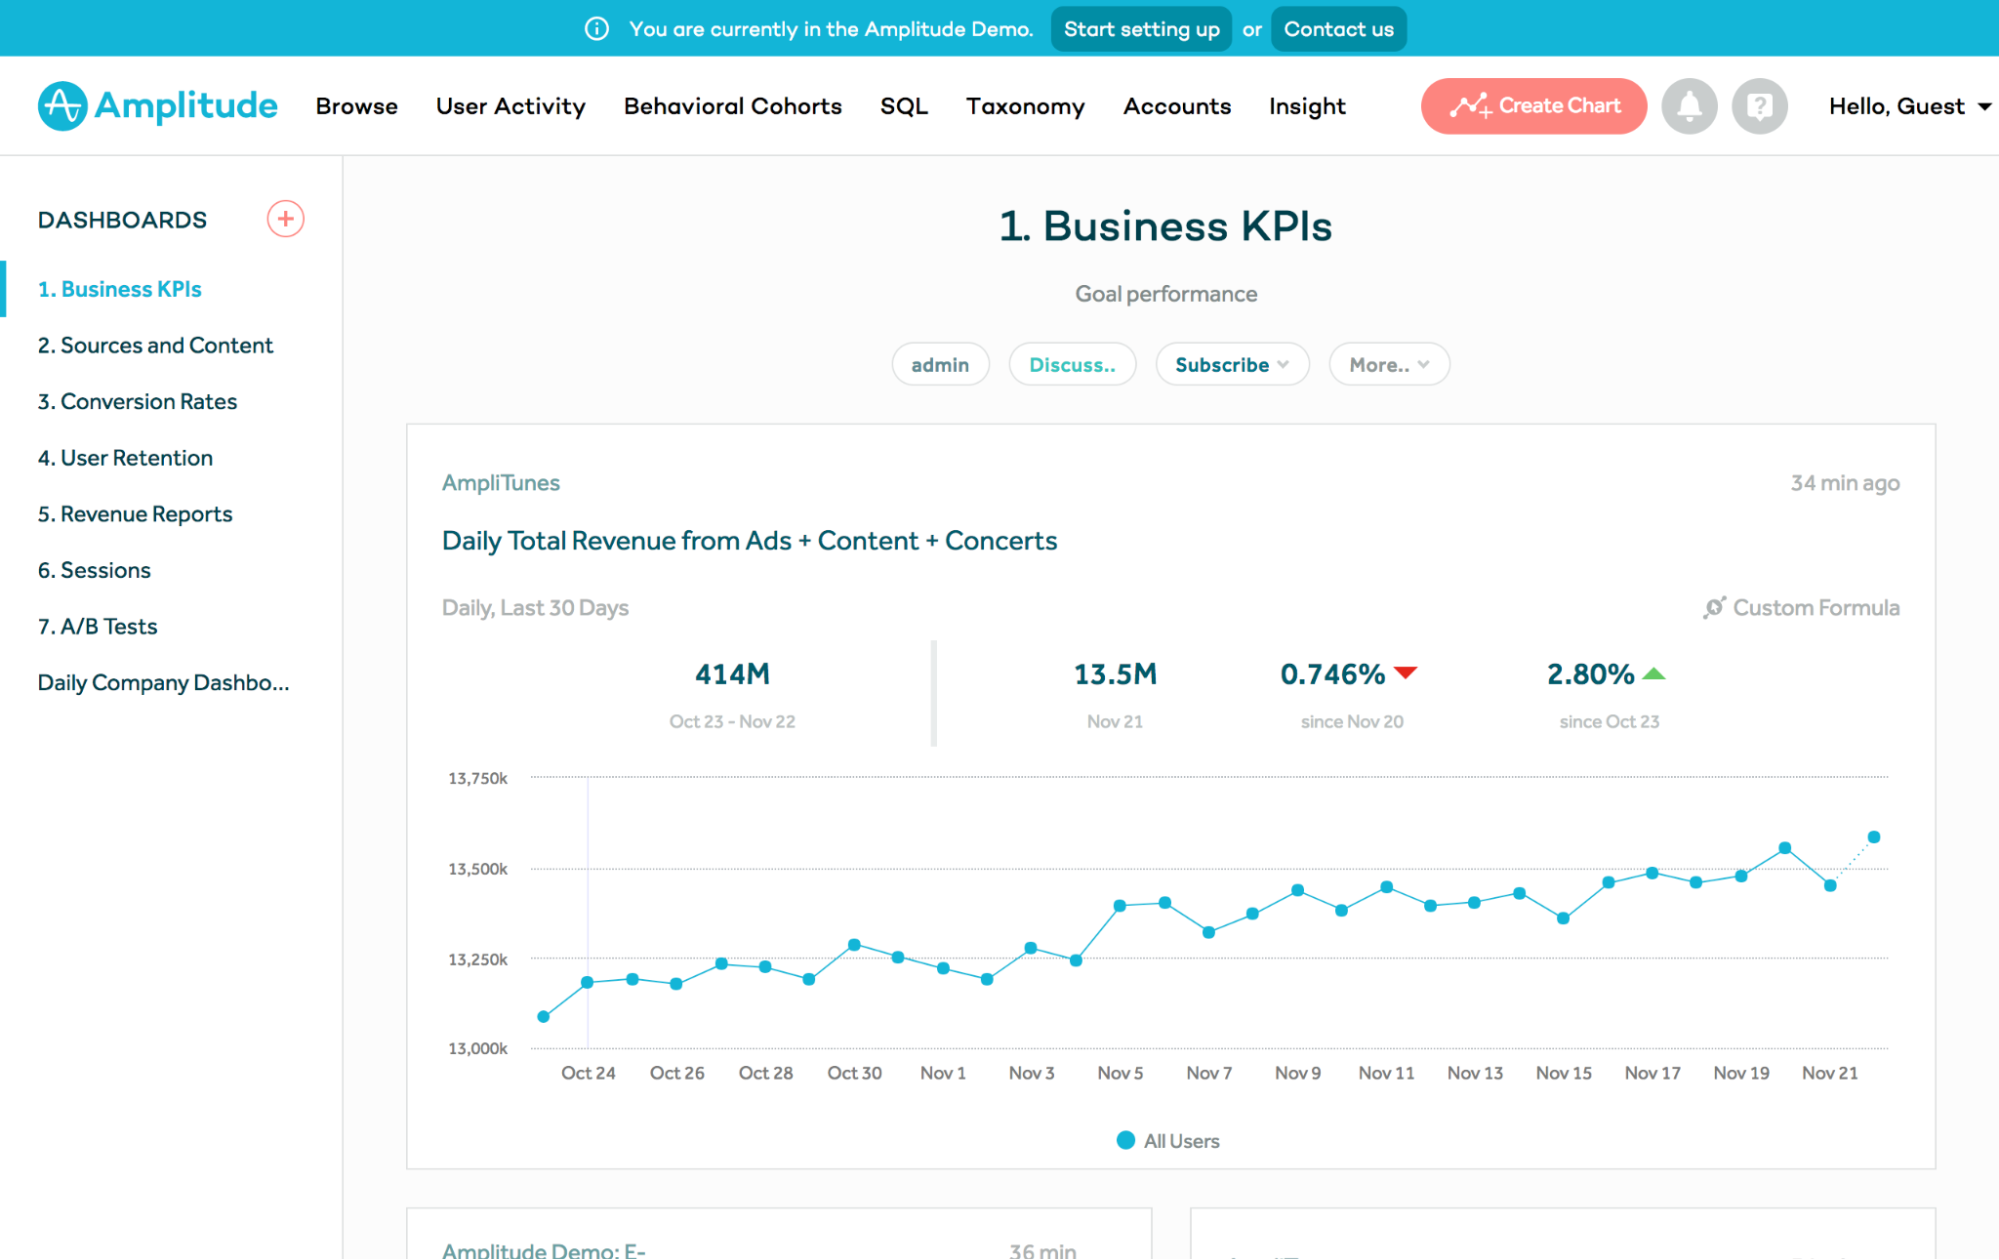 You are currently in the Amplitude Demo. Start setting up or Contact us
Amplitude Browse User Activity Behavioral Cohorts SQL Taxonomy Accounts Insight Create Chart Hello, Guest
DASHBOARDS
1. Business KPIs
2. Sources and Content
3. Conversion Rates
4. User Retention
5. Revenue Reports
6. Sessions
7. A/B Tests
Daily Company Dashbo...
1. Business KPIs
Goal performance
admin Discuss.. Subscribe More..
AmpliTunes 34 min ago
Daily Total Revenue from Ads + Content + Concerts
Daily, Last 30 Days Custom Formula
414M 13.5M 0.746% 2.80%
Oct 23 - Nov 22 Nov 21 since Nov 20 since Oct 23
13,750k
13,500k
13,250k
13,000k
Oct 24 Oct 26 Oct 28 Oct 30 Nov 1 Nov 3 Nov 5 Nov 7 Nov 9 Nov 11 Nov 13 Nov 15 Nov 17 Nov 19 Nov 21
All Users
Amplitude Demo: E- 36 min